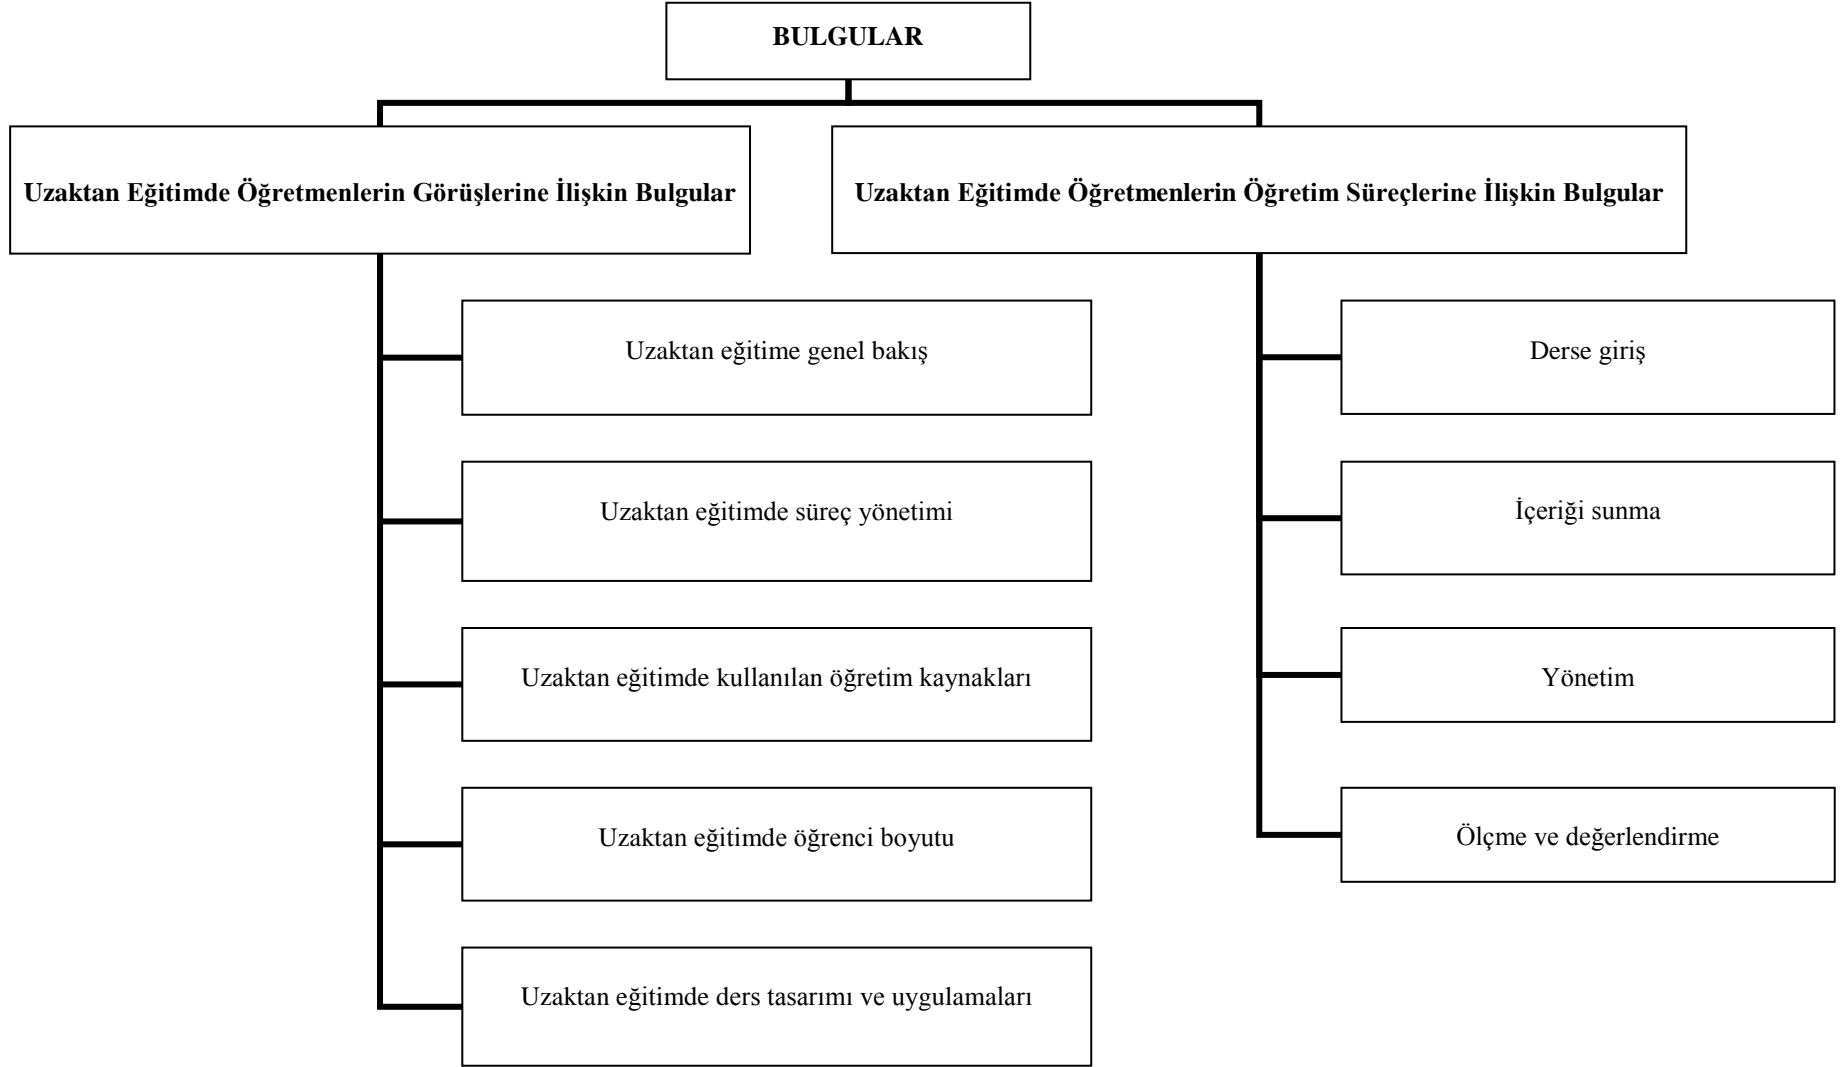 BULGULAR
Uzaktan Eğitimde Öğretmenlerin Görüşlerine İlişkin Bulgular
Uzaktan eğitime genel bakış
Uzaktan eğitimde süreç yönetimi
Uzaktan eğitimde kullanılan öğretim kaynakları
Uzaktan eğitimde öğrenci boyutu
Uzaktan eğitimde ders tasarımı ve uygulamaları
Uzaktan Eğitimde Öğretmenlerin Öğretim Süreçlerine İlişkin Bulgular
Derse giriş
İçeriği sunma
Yönetim
Ölçme ve değerlendirme